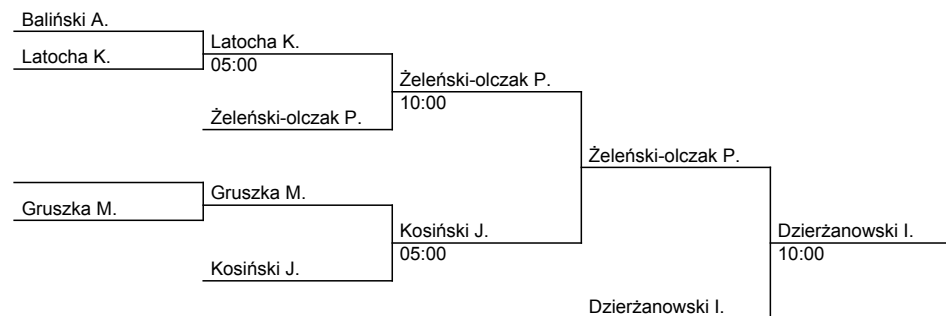 Baliński A.
Latocha K.
Latocha K.
05:00
Żeleński-olczak P.
Żeleński-olczak P.
10:00
Żeleński-olczak P.
Gruszka M.
Gruszka M.
Kosiński J.
Kosiński J.
05:00
Dzierżanowski I.
Dzierżanowski I.
10:00